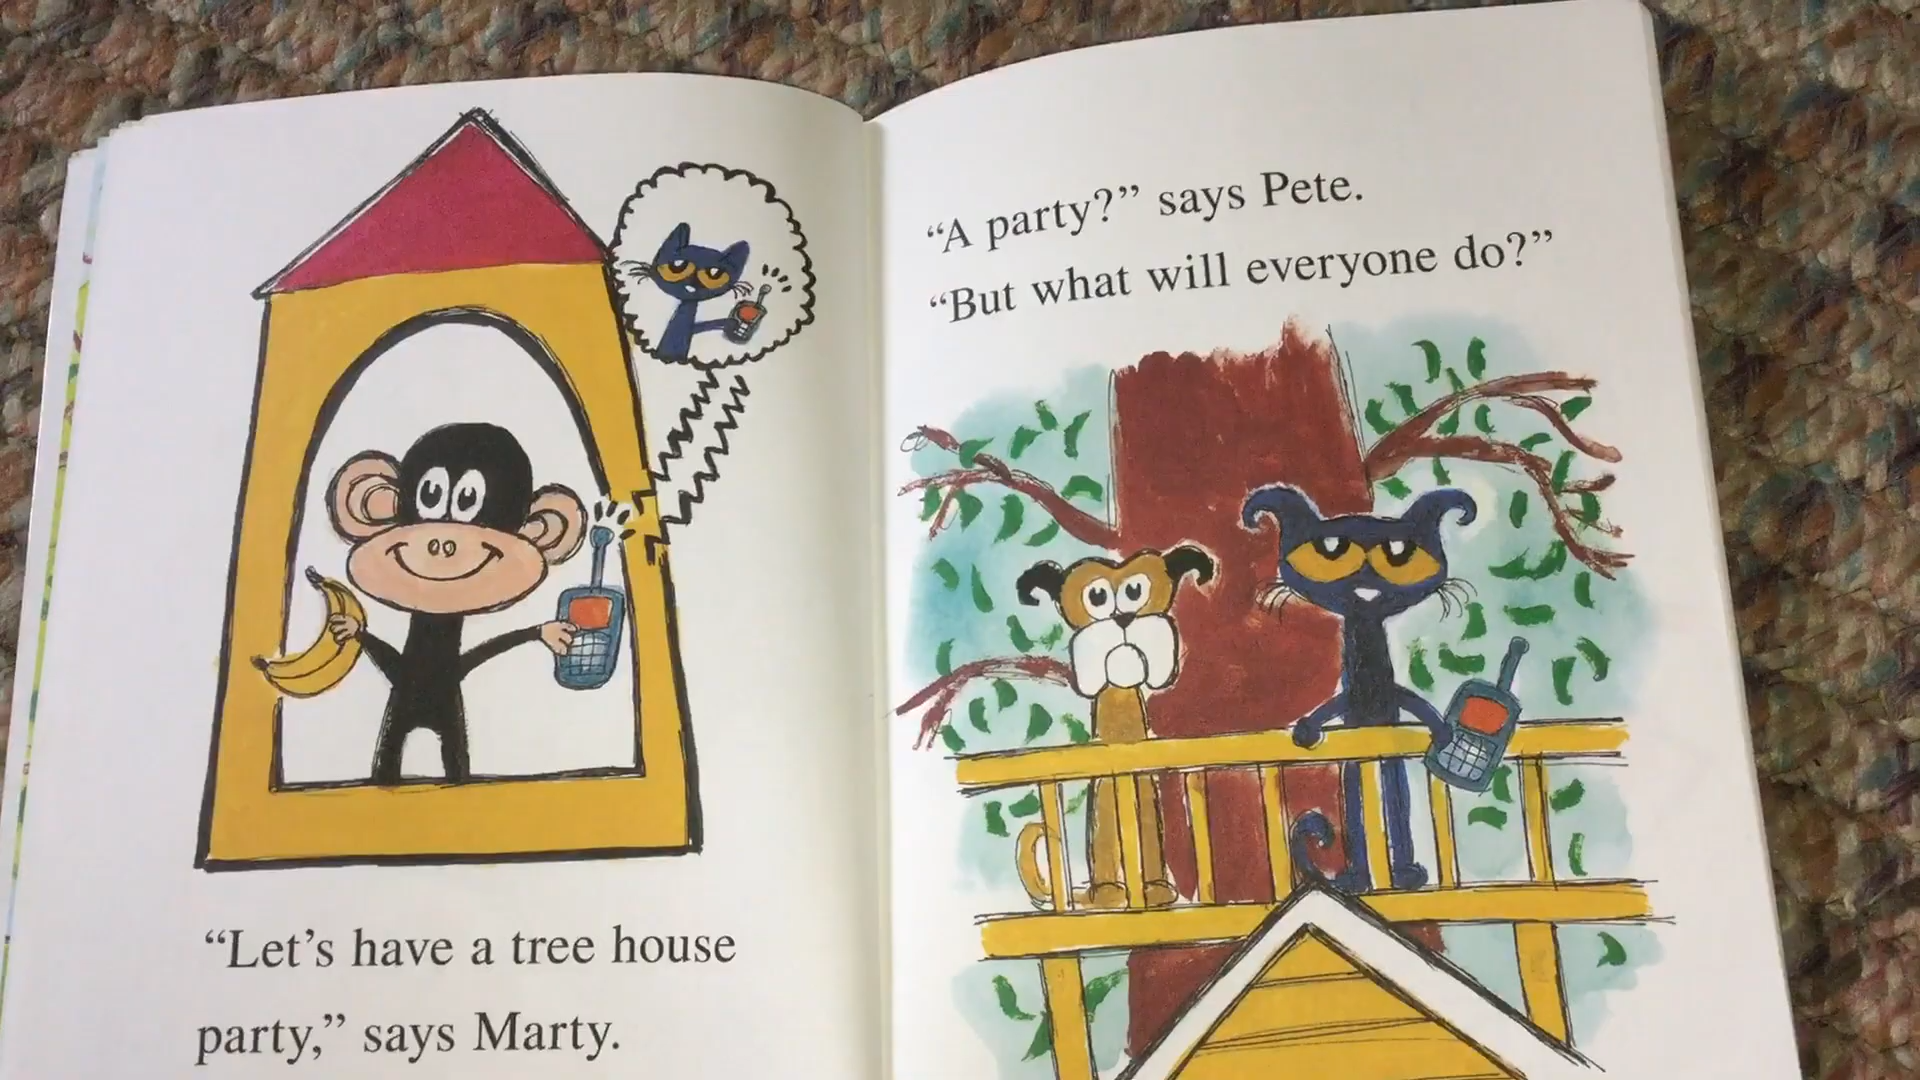 “Let’s have a tree house
party,” says Marty.
“A party?” says Pete.
“But what will everyone do?”